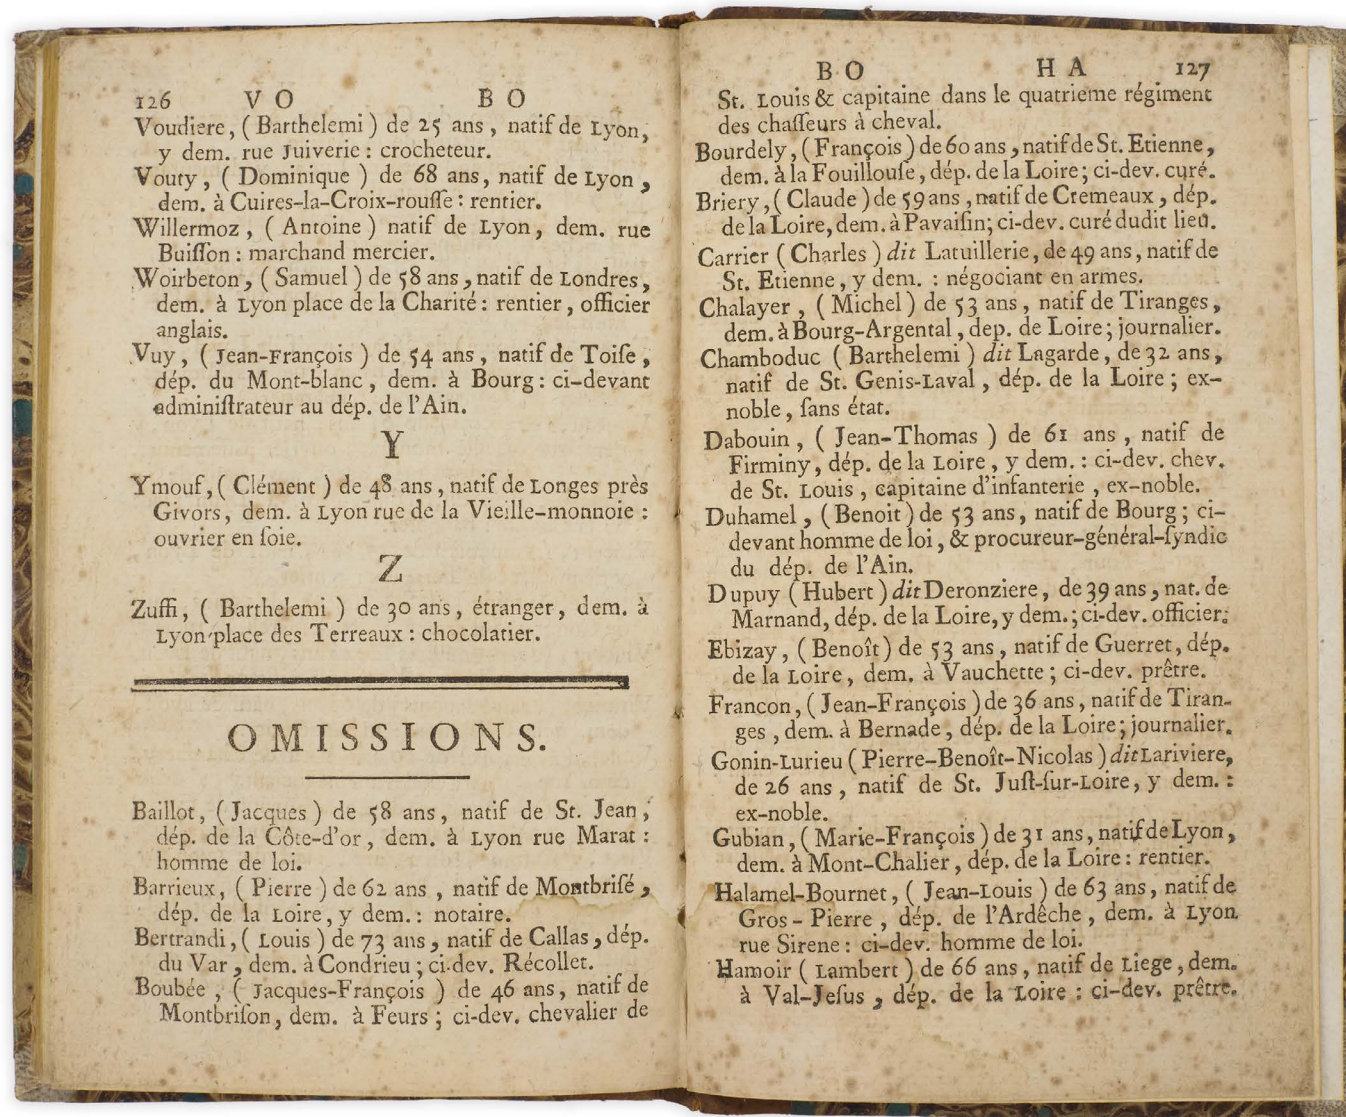 126 VO BO
Voudiere, ( Barthelemi ) de 25 ans, natif de Lyon,
y dem. rue Juiverie : crocheteur.
Vouty, ( Dominique ) de 68 ans, natif de Lyon,
dem. à Cuires-la-Croix-rouſſe : rentier.
Willermoz, ( Antoine ) natif de Lyon, dem. rue
Buiſſon : marchand mercier.
Woirbeton, ( Samuel ) de 58 ans, natif de Londres,
dem. à Lyon place de la Charité : rentier, officier
anglais.
Vuy, ( Jean-François ) de 54 ans, natif de Toiſe,
dép. du Mont-blanc, dem. à Bourg : ci-devant
adminiſtrateur au dép. de l'Ain.
Y
Ymouf, ( Clément ) de 48 ans, natif de Longes près
Givors, dem. à Lyon rue de la Vieille-monnoie :
ouvrier en ſoie.
Z
Zuffi, ( Barthelemi ) de 30 ans, étranger, dem. à
Lyon place des Terreaux : chocolatier.
OMISSIONS.
Baillot, ( Jacques ) de 58 ans, natif de St. Jean,
dép. de la Côte-d'or, dem. à Lyon rue Marat :
homme de loi.
Barrieux, ( Pierre ) de 62 ans, natif de Montbriſé,
dép. de la Loire, y dem. : notaire.
Bertrandi, ( Louis ) de 73 ans, natif de Callas, dép.
du Var, dem. à Condrieu ; ci-dev. Récollet.
Boubée, ( Jacques-François ) de 46 ans, natif de
Montbriſon, dem. à Feurs ; ci-dev. chevalier de
BO HA 127
St. Louis & capitaine dans le quatrieme régiment
des chaſſeurs à cheval.
Bourdely, ( François ) de 60 ans, natif de St. Etienne,
dem. à la Fouillouſe, dép. de la Loire ; ci-dev. curé.
Briery, ( Claude ) de 59 ans, natif de Cremeaux, dép.
de la Loire, dem. à Pavaiſin ; ci-dev. curé dudit lieu.
Carrier ( Charles ) dit Latuillerie, de 49 ans, natif de
St. Etienne, y dem. : négociant en armes.
Chalayer, ( Michel ) de 53 ans, natif de Tiranges,
dem. à Bourg-Argental, dep. de Loire ; journalier.
Chamboduc ( Barthelemi ) dit Lagarde, de 32 ans,
natif de St. Genis-Laval, dép. de la Loire ; ex-
noble, ſans état.
Dabouin, ( Jean-Thomas ) de 61 ans, natif de
Firminy, dép. de la Loire, y dem. : ci-dev. chev.
de St. Louis, capitaine d'infanterie, ex-noble.
Duhamel, ( Benoit ) de 53 ans, natif de Bourg ; ci-
devant homme de loi, & procureur-général-ſyndic
du dép. de l'Ain.
Dupuy ( Hubert ) dit Deronziere, de 39 ans, nat. de
Marnand, dép. de la Loire, y dem. ; ci-dev. officier.
Ebizay, ( Benoît ) de 53 ans, natif de Guerret, dép.
de la Loire, dem. à Vauchette ; ci-dev. prêtre.
Francon, ( Jean-François ) de 36 ans, natif de Tiran-
ges, dem. à Bernade, dép. de la Loire ; journalier.
Gonin-Lurieu ( Pierre-Benoît-Nicolas ) dit Lariviere,
de 26 ans, natif de St. Juſt-ſur-Loire, y dem. :
ex-noble.
Gubian, ( Marie-François ) de 31 ans, natif de Lyon,
dem. à Mont-Chalier, dép. de la Loire : rentier.
Halamel-Bournet, ( Jean-Louis ) de 63 ans, natif de
Gros-Pierre, dép. de l'Ardêche, dem. à Lyon
rue Sirene : ci-dev. homme de loi.
Hamoir ( Lambert ) de 66 ans, natif de Liege, dem.
à Val-Jeſus, dép. de la Loire : ci-dev. prêtre.